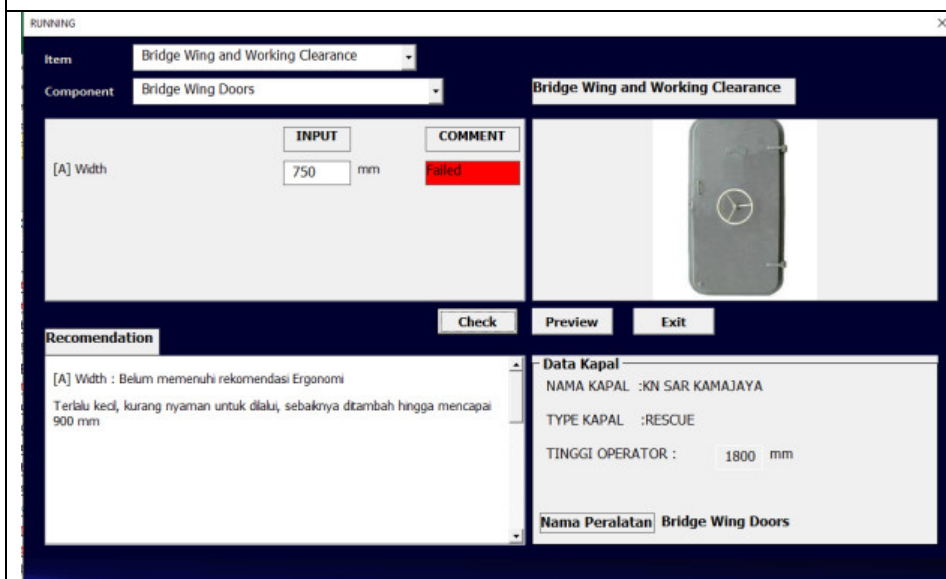 RUNNING
Item Bridge Wing and Working Clearance
Component Bridge Wing Doors
Bridge Wing and Working Clearance
INPUT COMMENT
[A] Width 750 mm Failed
Check Preview Exit
Recomendation
[A] Width : Belum memenuhi rekomendasi Ergonomi
Terlalu kecil, kurang nyaman untuk dilalui, sebaiknya ditambah hingga mencapai
900 mm
Data Kapal
NAMA KAPAL :KN SAR KAMAJAYA
TYPE KAPAL :RESCUE
TINGGI OPERATOR : 1800 mm
Nama Peralatan Bridge Wing Doors